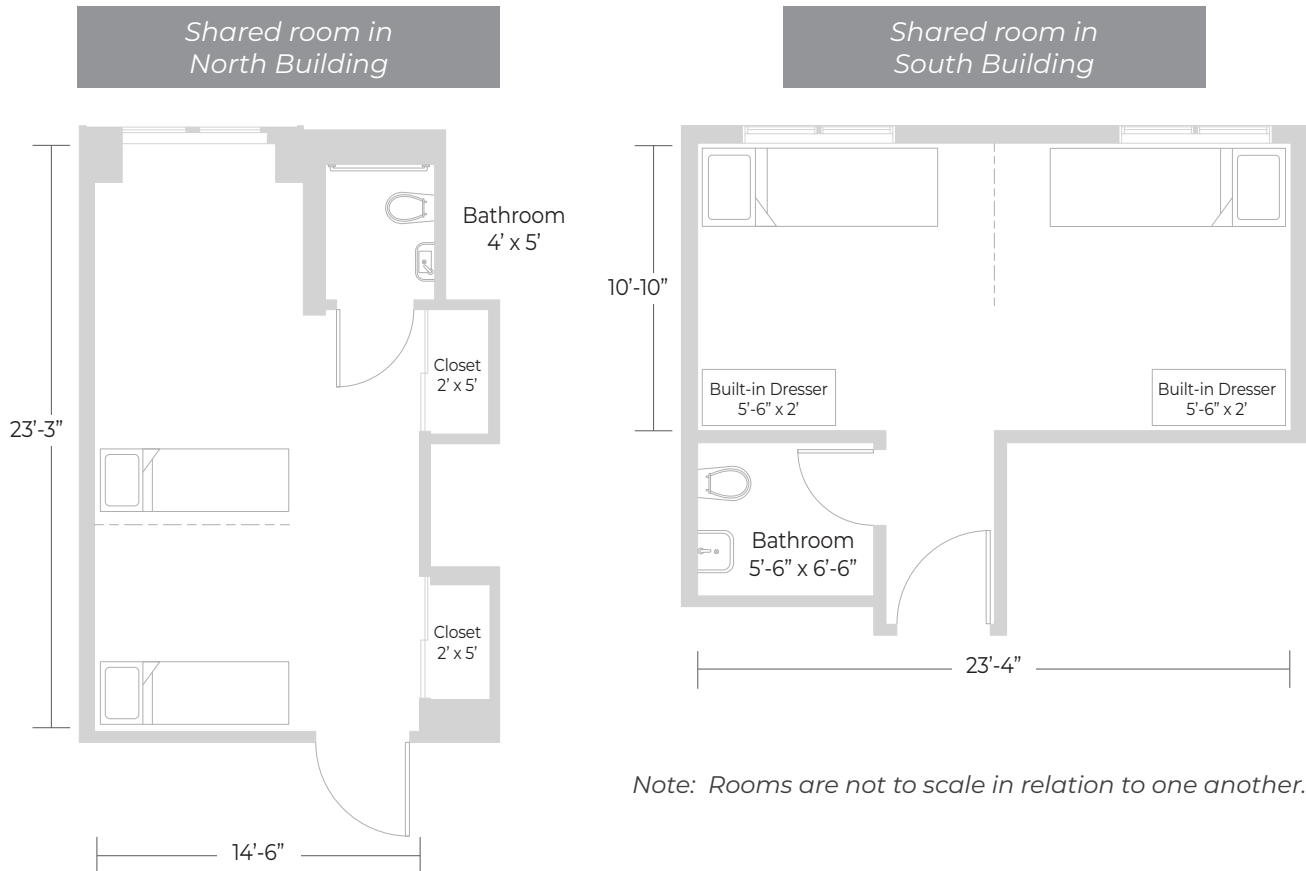 Shared room in
North Building
Bathroom
4’ x 5’
Closet
2’ x 5’
23’-3”
Closet
2’ x 5’
14’-6”
Shared room in
South Building
10’-10”
Built-in Dresser
5’-6” x 2’
Built-in Dresser
5’-6” x 2’
Bathroom
5’-6” x 6’-6”
23’-4”
Note:  Rooms are not to scale in relation to one another.